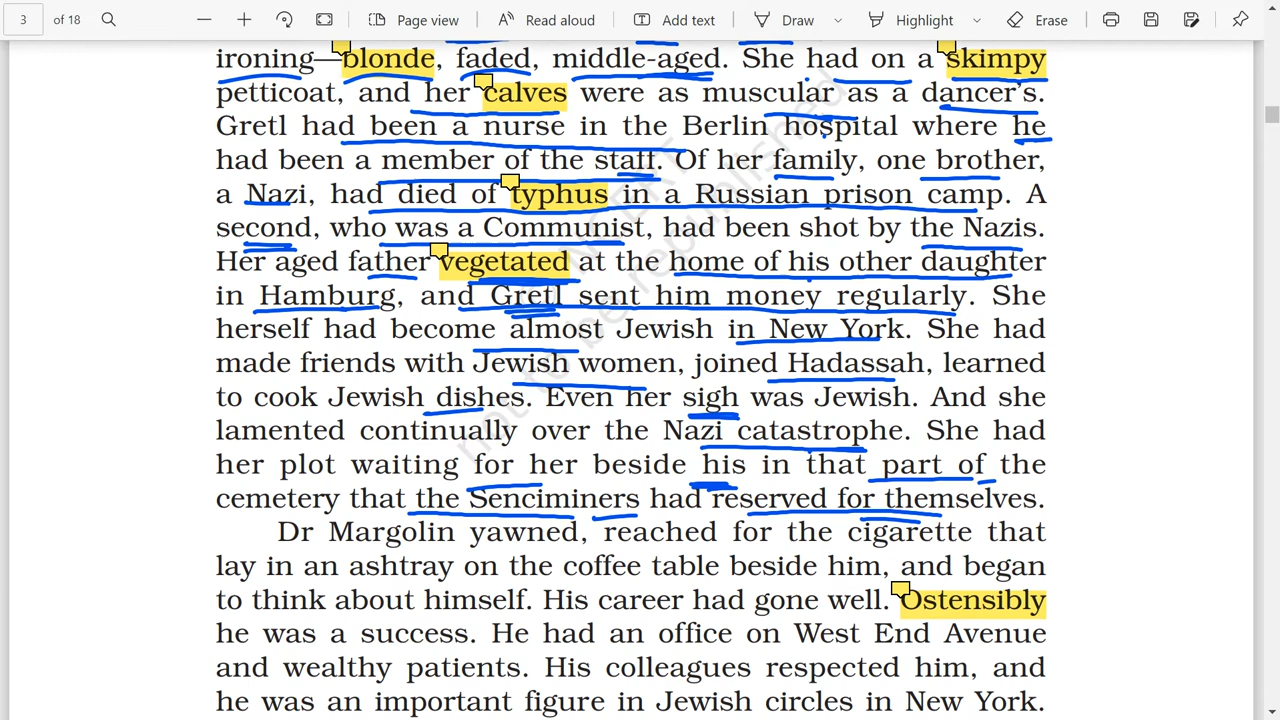 3 of 18 Page view Read aloud Add text Draw Highlight Erase
ironing—blonde, faded, middle-aged. She had on a skimpy
petticoat, and her calves were as muscular as a dancer's.
Gretl had been a nurse in the Berlin hospital where he
had been a member of the staff. Of her family, one brother,
a Nazi, had died of typhus in a Russian prison camp. A
second, who was a Communist, had been shot by the Nazis.
Her aged father vegetated at the home of his other daughter
in Hamburg, and Gretl sent him money regularly. She
herself had become almost Jewish in New York. She had
made friends with Jewish women, joined Hadassah, learned
to cook Jewish dishes. Even her sigh was Jewish. And she
lamented continually over the Nazi catastrophe. She had
her plot waiting for her beside his in that part of the
cemetery that the Senciminers had reserved for themselves.
Dr Margolin yawned, reached for the cigarette that
lay in an ashtray on the coffee table beside him, and began
to think about himself. His career had gone well. Ostensibly
he was a success. He had an office on West End Avenue
and wealthy patients. His colleagues respected him, and
he was an important figure in Jewish circles in New York.
not to be republished